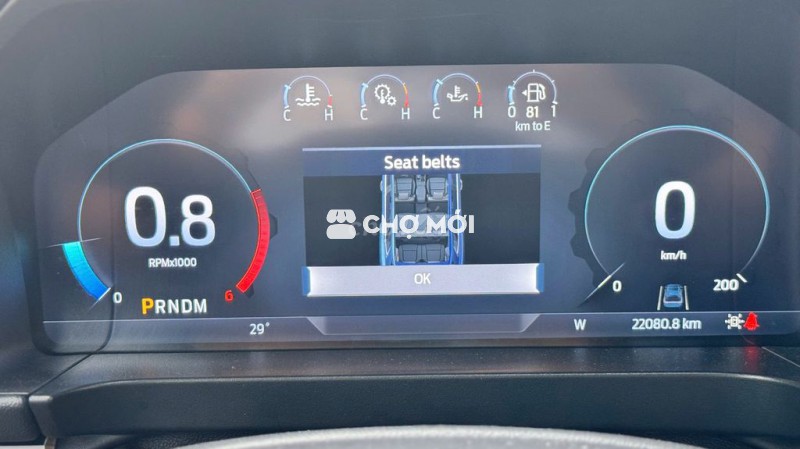 C H
C H
C H
0 81 1
km to E
Seat belts
CHỢ MỚI
OK
0.8
RPMx1000
0 6
PRNDM
0
km/h
0 200
29°
W
22080.8 km